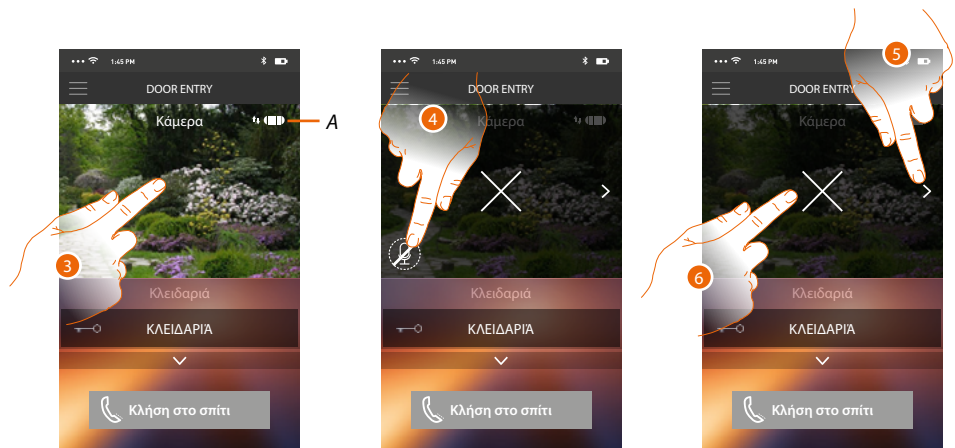 1:45 PM
DOOR ENTRY
Κάμερα
A
3
Κλειδαριά
ΚΛΕΙΔΑΡΙΆ
Κλήση στο σπίτι
1:45 PM
DOOR ENTRY
4
Κάμερα
Κλειδαριά
ΚΛΕΙΔΑΡΙΆ
Κλήση στο σπίτι
5
1:45 PM
DOOR ENTRY
Κάμερα
6
Κλειδαριά
ΚΛΕΙΔΑΡΙΆ
Κλήση στο σπίτι